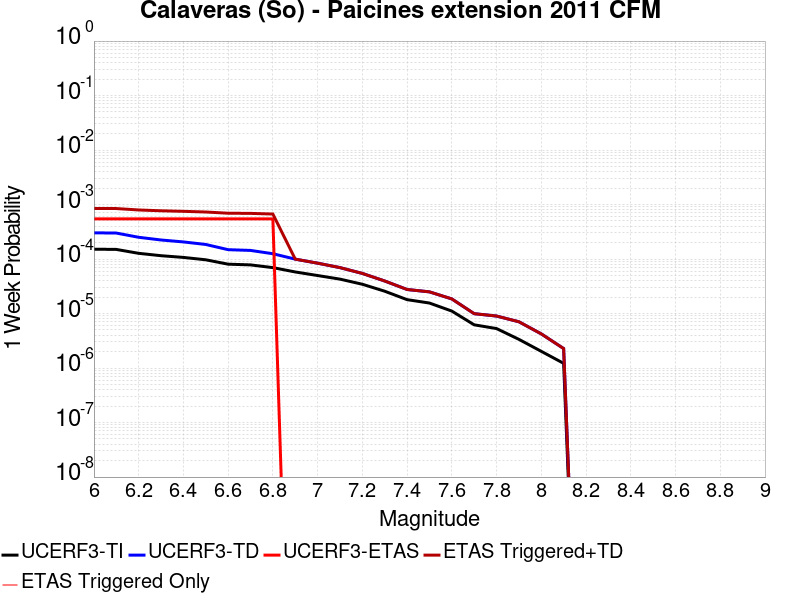 Calaveras (So) - Paicines extension 2011 CFM
10^0
10^-1
10^-2
10^-3
10^-4
10^-5
10^-6
10^-7
10^-8
1 Week Probability
6 6.2 6.4 6.6 6.8 7 7.2 7.4 7.6 7.8 8 8.2 8.4 8.6 8.8 9
Magnitude
UCERF3-TI UCERF3-TD UCERF3-ETAS ETAS Triggered+TD
ETAS Triggered Only